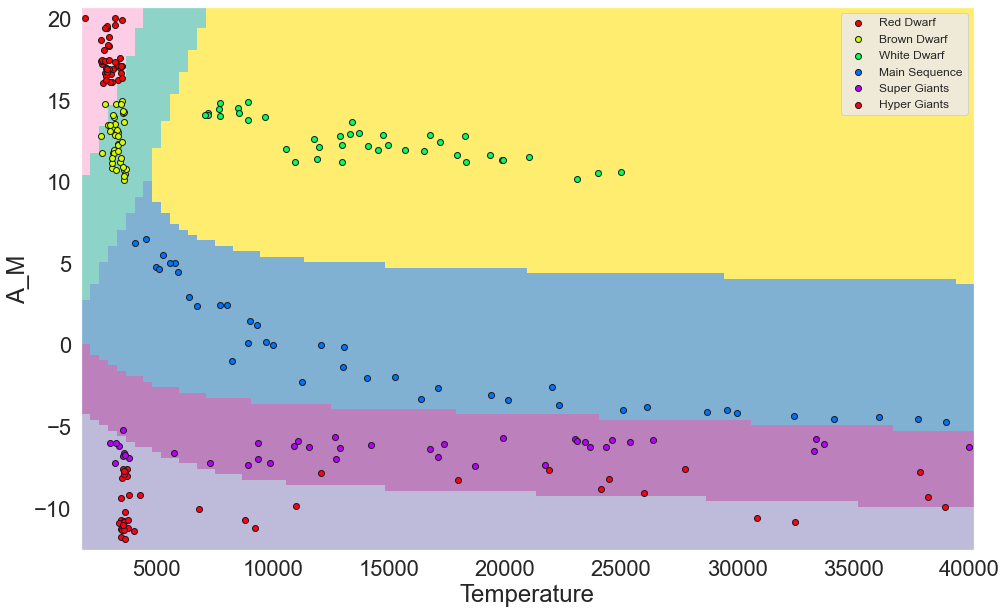 20
15
10
5
0
−5
−10
A_M
5000 10000 15000 20000 25000 30000 35000 40000
Temperature
Red Dwarf
Brown Dwarf
White Dwarf
Main Sequence
Super Giants
Hyper Giants